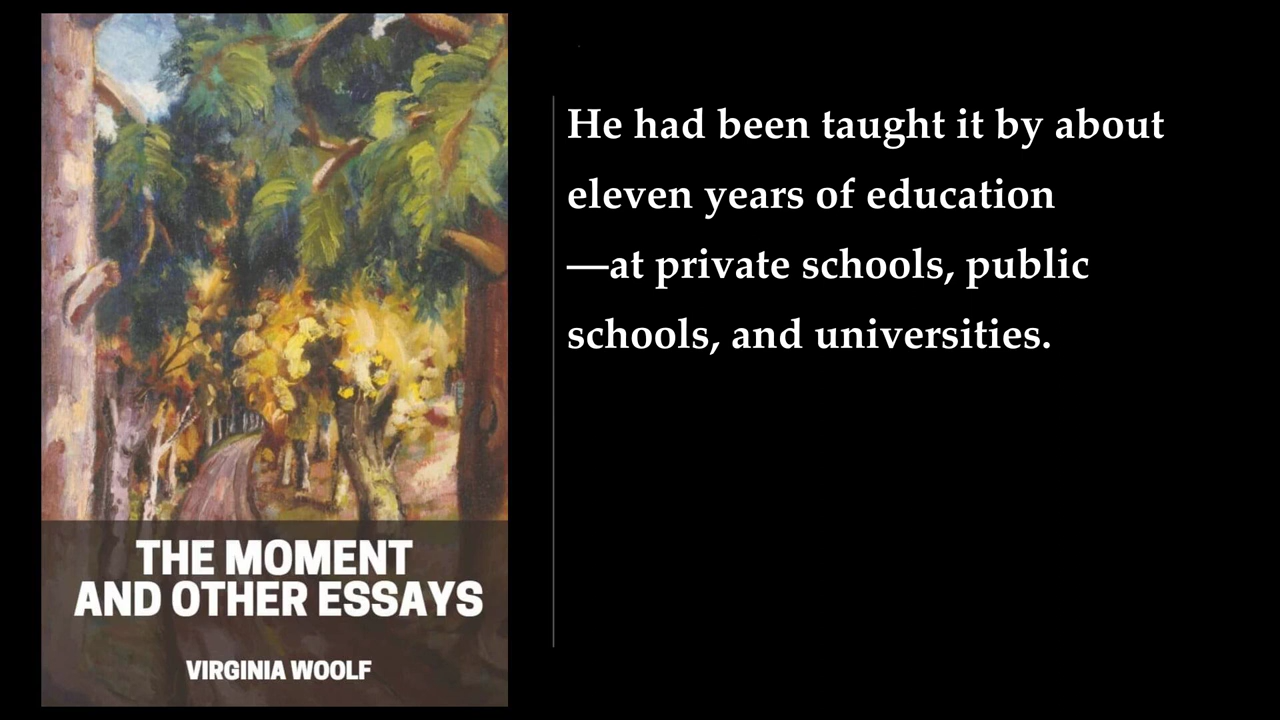 THE MOMENT
AND OTHER ESSAYS
VIRGINIA WOOLF
He had been taught it by about
eleven years of education
—at private schools, public
schools, and universities.